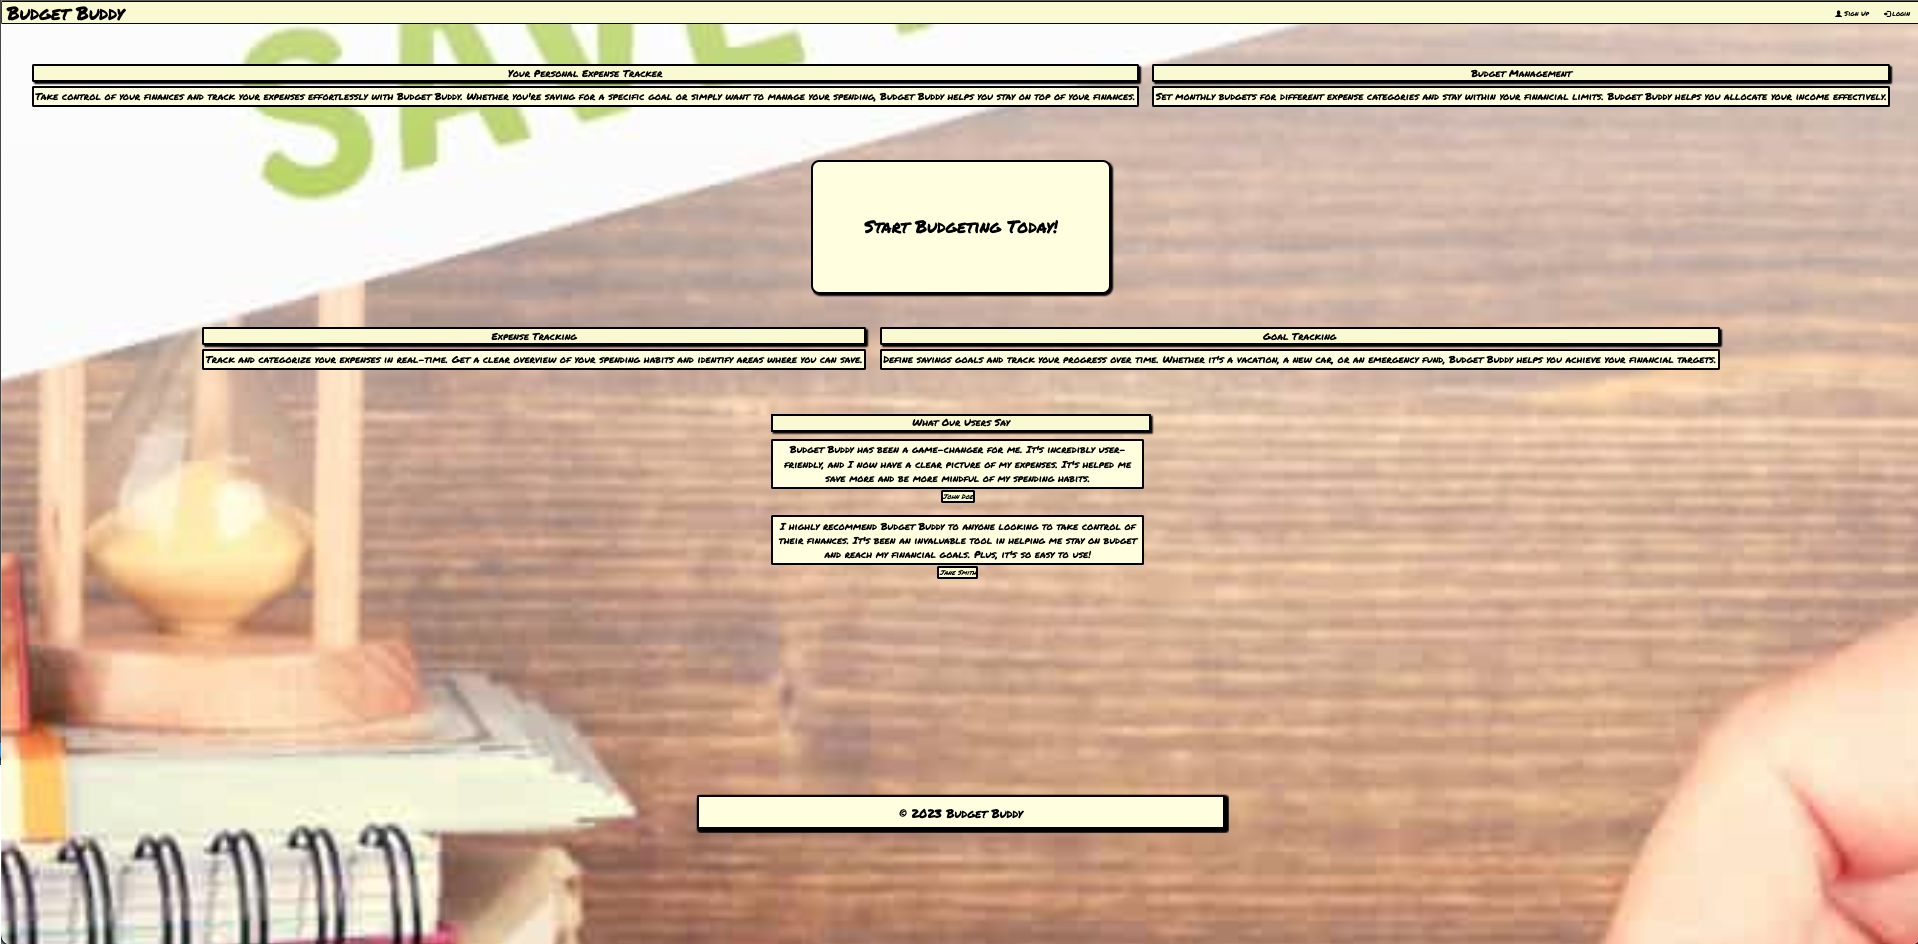 Budget Buddy
Sign Up Login
SAVE
Your Personal Expense Tracker
Take control of your finances and track your expenses effortlessly with Budget Buddy. Whether you're saving for a specific goal or simply want to manage your spending, Budget Buddy helps you stay on top of your finances.
Budget Management
Set monthly budgets for different expense categories and stay within your financial limits. Budget Buddy helps you allocate your income effectively.
Start Budgeting Today!
Expense Tracking
Track and categorize your expenses in real-time. Get a clear overview of your spending habits and identify areas where you can save.
Goal Tracking
Define savings goals and track your progress over time. Whether it's a vacation, a new car, or an emergency fund, Budget Buddy helps you achieve your financial targets.
What Our Users Say
Budget Buddy has been a game-changer for me. It's incredibly user-
friendly, and I now have a clear picture of my expenses. It's helped me
save more and be more mindful of my spending habits.
John Doe
I highly recommend Budget Buddy to anyone looking to take control of
their finances. It's been an invaluable tool in helping me stay on budget
and reach my financial goals. Plus, it's so easy to use!
Jane Smith
© 2023 Budget Buddy